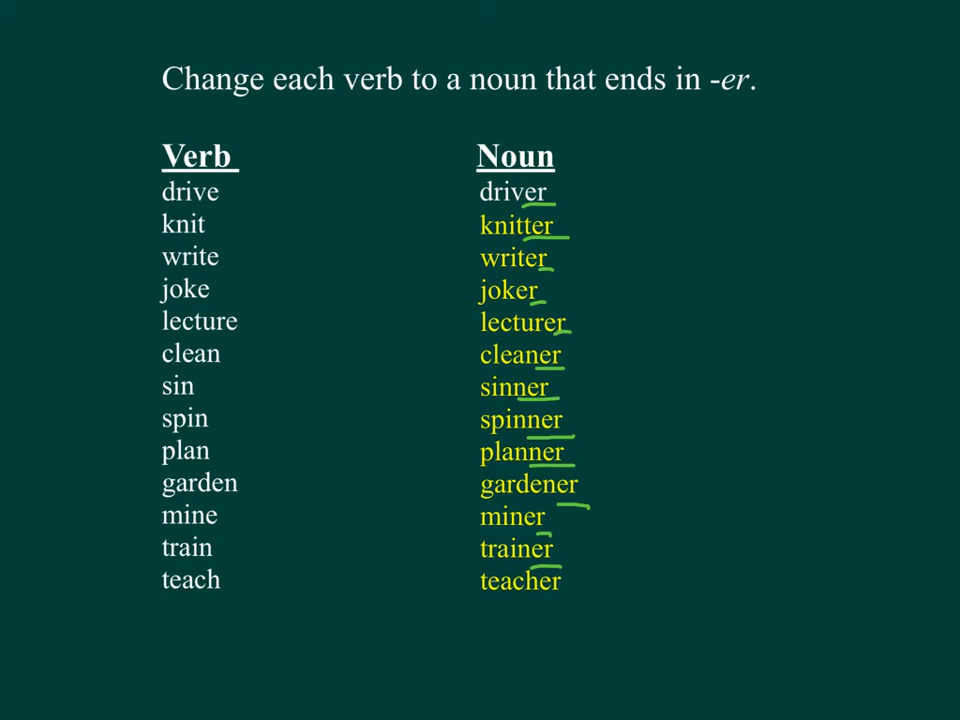 Change each verb to a noun that ends in -er.
Verb Noun
drive driver
knit knitter
write writer
joke joker
lecture lecturer
clean cleaner
sin sinner
spin spinner
plan planner
garden gardener
mine miner
train trainer
teach teacher